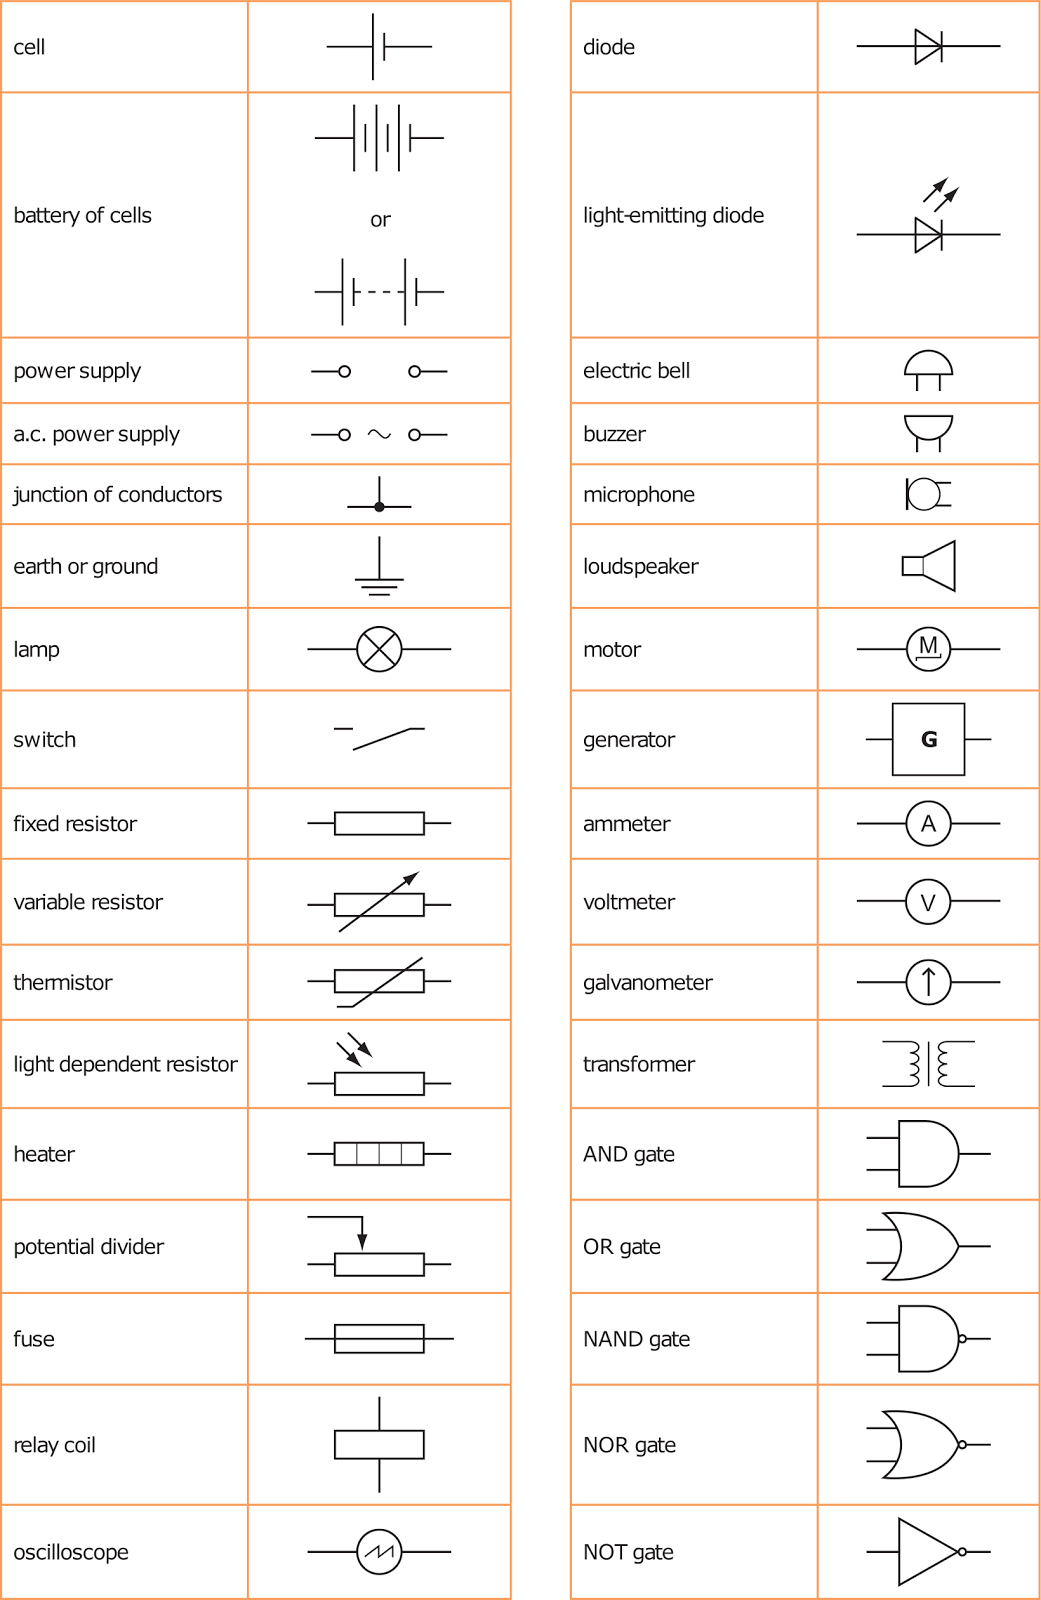 cell
battery of cells
or
power supply
a.c. power supply
junction of conductors
earth or ground
lamp
switch
fixed resistor
variable resistor
thermistor
light dependent resistor
heater
potential divider
fuse
relay coil
oscilloscope
diode
light-emitting diode
electric bell
buzzer
microphone
loudspeaker
motor
M
generator
G
ammeter
A
voltmeter
V
galvanometer
transformer
AND gate
OR gate
NAND gate
NOR gate
NOT gate